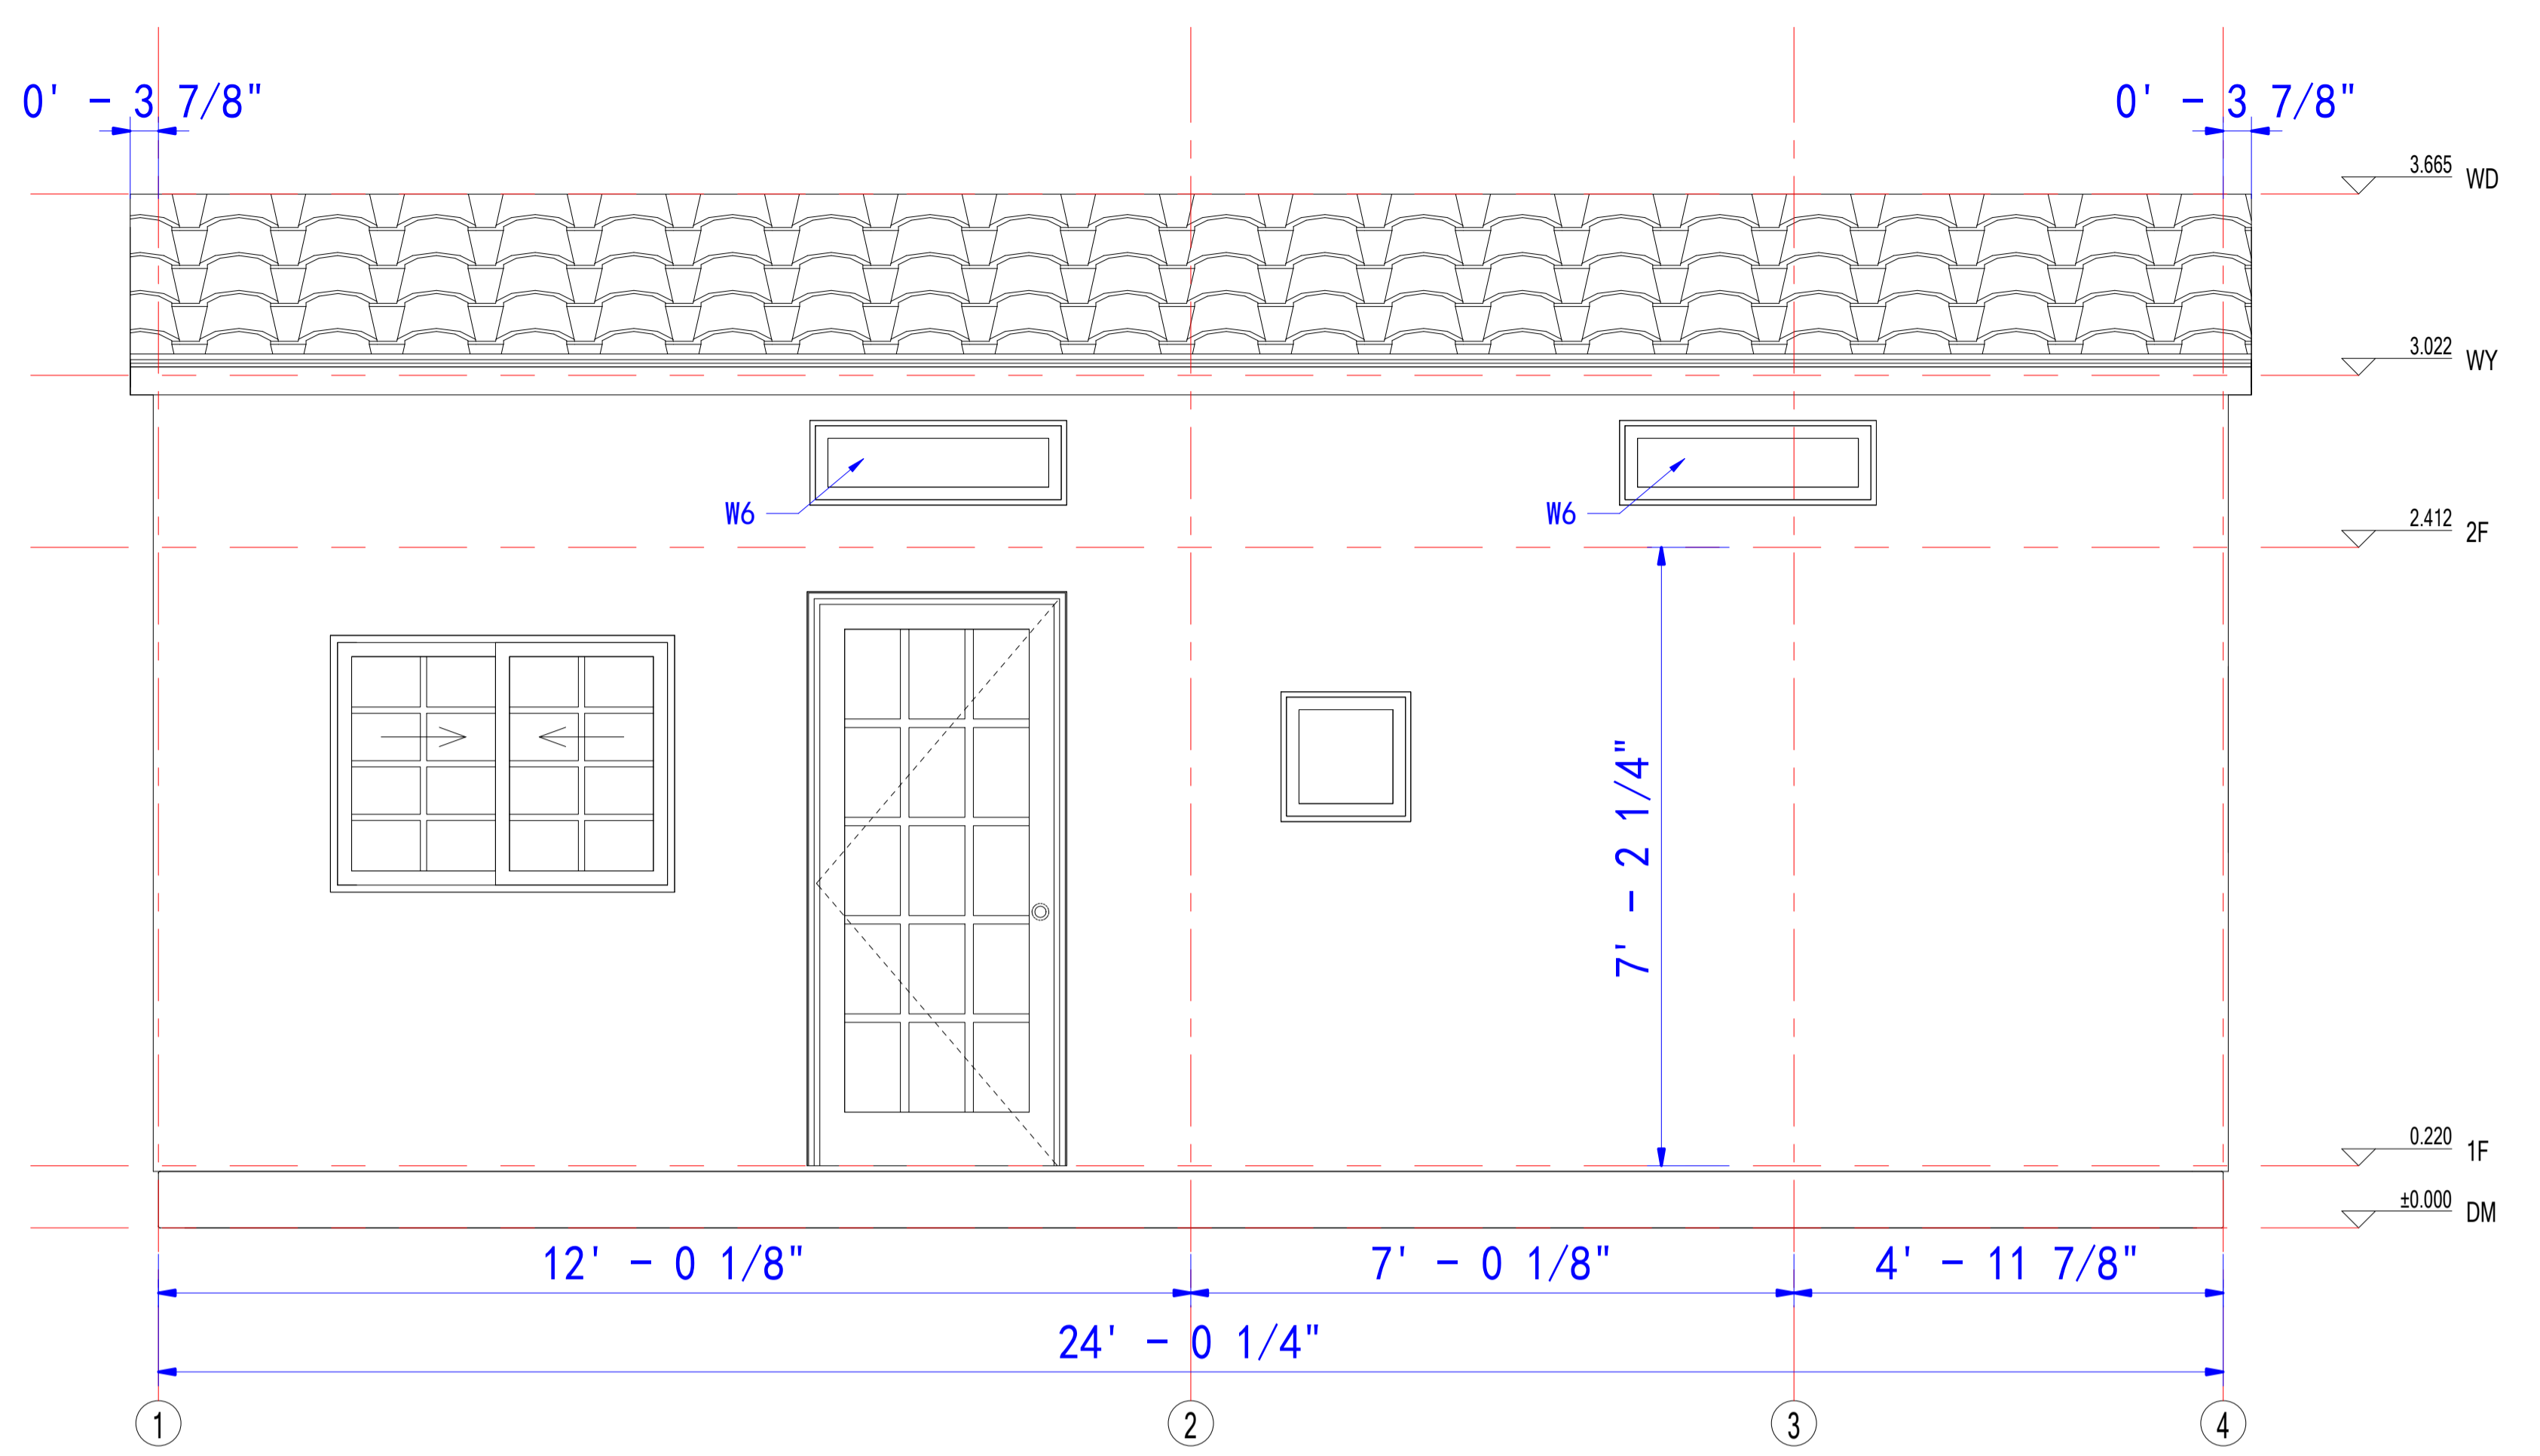 0' - 3 7/8"
0' - 3 7/8"
3.665 WD
3.022 WY
W6
W6
2.412 2F
7' - 2 1/4"
0.220 1F
±0.000 DM
12' - 0 1/8"
7' - 0 1/8"
4' - 11 7/8"
24' - 0 1/4"
1
2
3
4